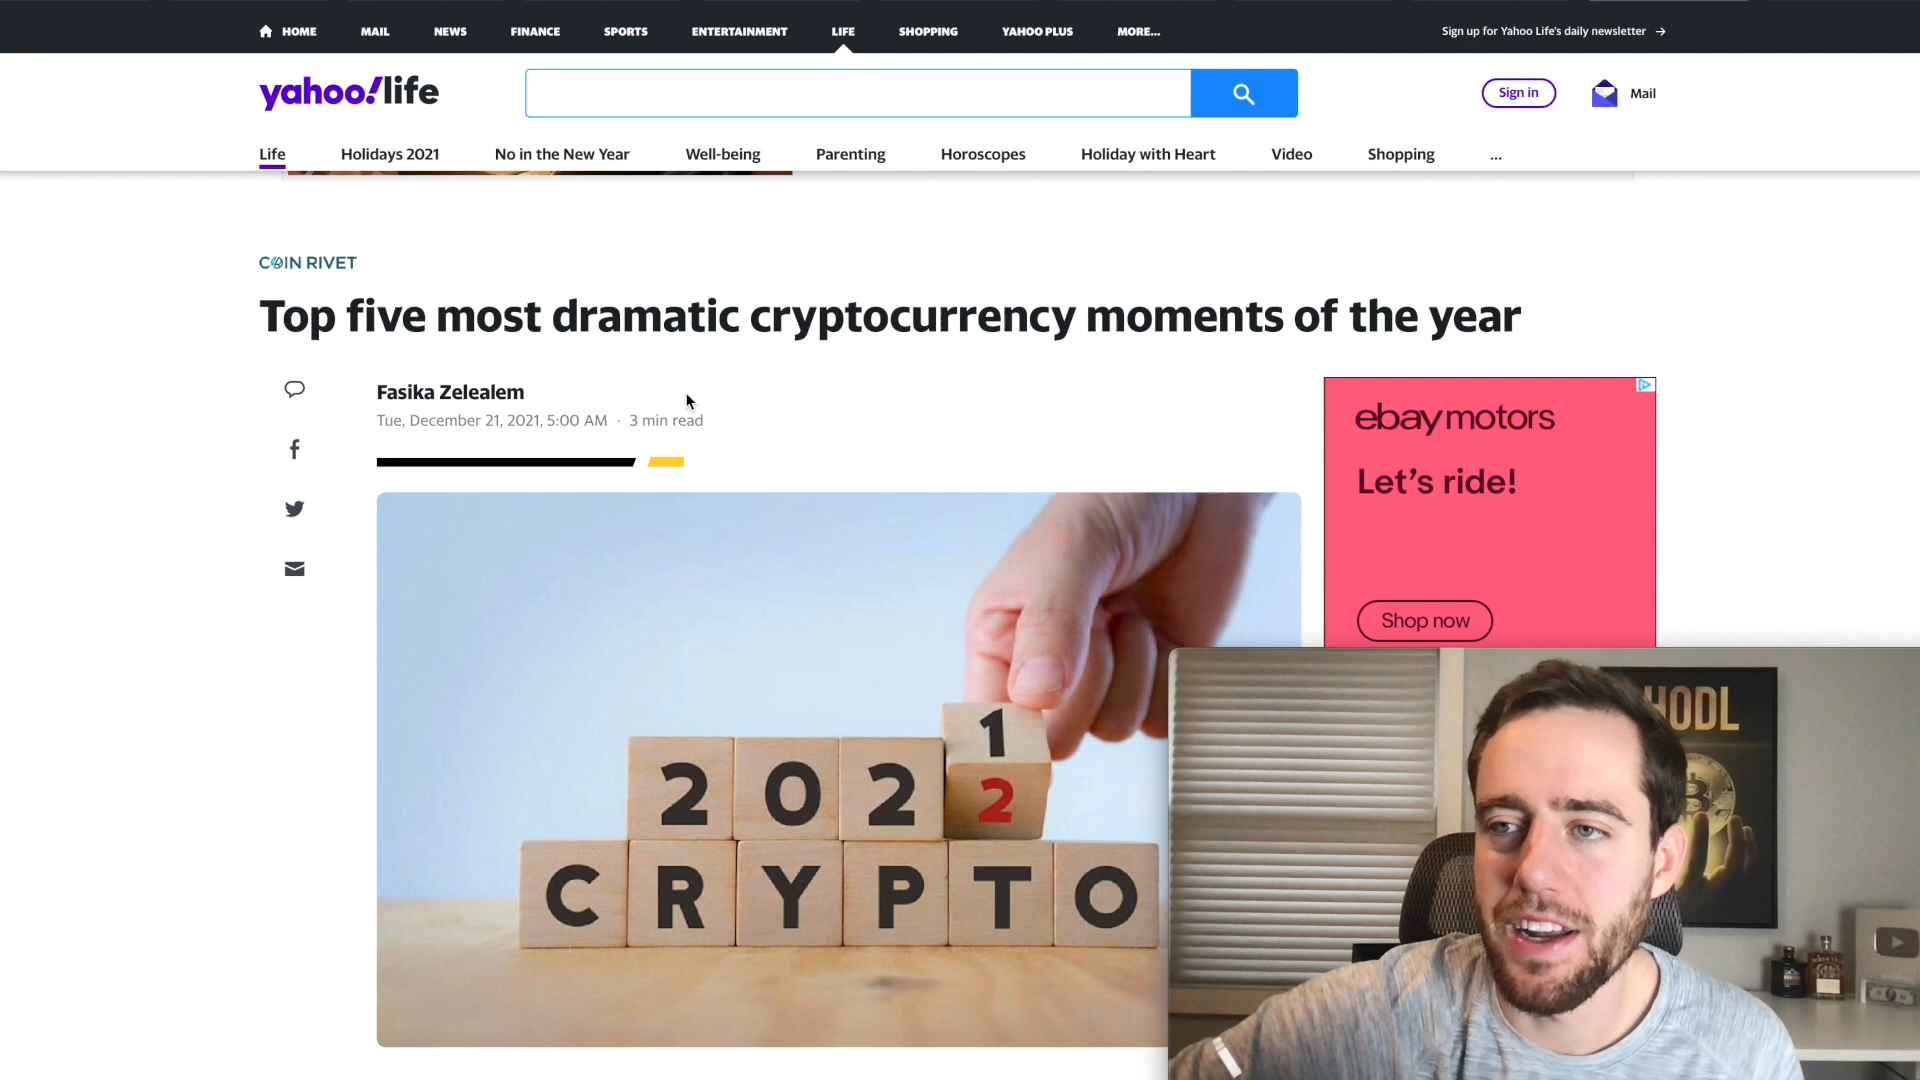 HOME MAIL NEWS FINANCE SPORTS ENTERTAINMENT LIFE SHOPPING YAHOO PLUS MORE... Sign up for Yahoo Life's daily newsletter →
yahoo!life
Sign in
Mail
Life Holidays 2021 No in the New Year Well-being Parenting Horoscopes Holiday with Heart Video Shopping ...
COIN RIVET
Top five most dramatic cryptocurrency moments of the year
Fasika Zelealem
Tue, December 21, 2021, 5:00 AM · 3 min read
ebay motors
Let's ride!
Shop now
1
2 0 2 2
C R Y P T O
HODL
B